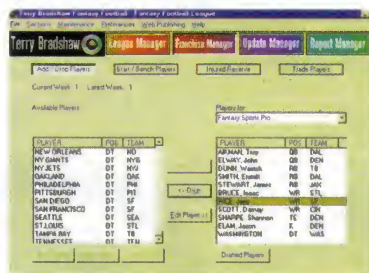 Terry Bradshaw Fantasy Football - Fantasy Football League
File Sections Maintenance Preferences Web Publishing Help
Terry Bradshaw League Manager Franchise Manager Update Manager Report Manager
Add / Drop Players Start / Bench Players Injured Reserve Trade Players
Current Week: 1 Latest Week: 1
Available Players
Players for
Fantasy Sports Pro
PLAYER POS TEAM
NEW ORLEANS DT NO
NY GIANTS DT NYG
NY JETS DT NYJ
OAKLAND DT OAK
PHILADELPHIA DT PHI
PITTSBURGH DT PIT
SAN DIEGO DT SF
SAN FRANCISCO DT SF
SEATTLE DT SEA
ST.LOUIS DT STL
TAMPA BAY DT TB
TENNESSEE DT TEN
<< Drop
Edit Player >>
PLAYER POS TEAM
AIKMAN, Troy QB DAL
ELWAY, John QB DEN
DUNN, Warrick RB TB
SMITH, Emmitt RB DAL
STEWART, James RB JAX
BRUCE, Isaac WR STL
RICE, Jerry WR SF
SCOTT, Darnay WR CIN
SHARPE, Shannon TE DEN
ELAM, Jason K DEN
WASHINGTON DT WAS
Drafted Players